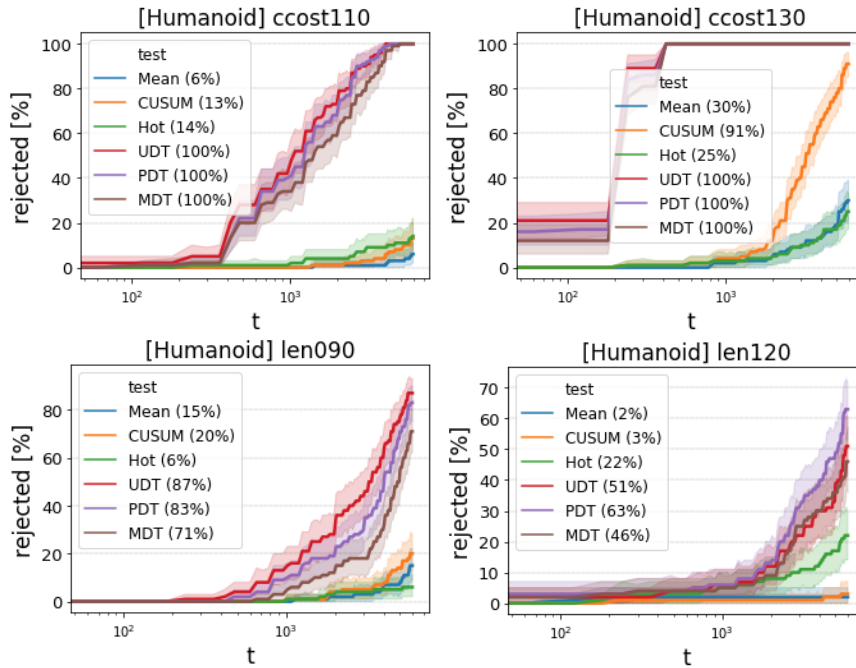 [Humanoid] ccost110
rejected [%]
100
80
60
40
20
0
test
Mean (6%)
CUSUM (13%)
Hot (14%)
UDT (100%)
PDT (100%)
MDT (100%)
10²
10³
t
[Humanoid] ccost130
rejected [%]
100
80
60
40
20
0
test
Mean (30%)
CUSUM (91%)
Hot (25%)
UDT (100%)
PDT (100%)
MDT (100%)
10²
10³
t
[Humanoid] len090
rejected [%]
80
60
40
20
0
test
Mean (15%)
CUSUM (20%)
Hot (6%)
UDT (87%)
PDT (83%)
MDT (71%)
10²
10³
t
[Humanoid] len120
rejected [%]
70
60
50
40
30
20
10
0
test
Mean (2%)
CUSUM (3%)
Hot (22%)
UDT (51%)
PDT (63%)
MDT (46%)
10²
10³
t